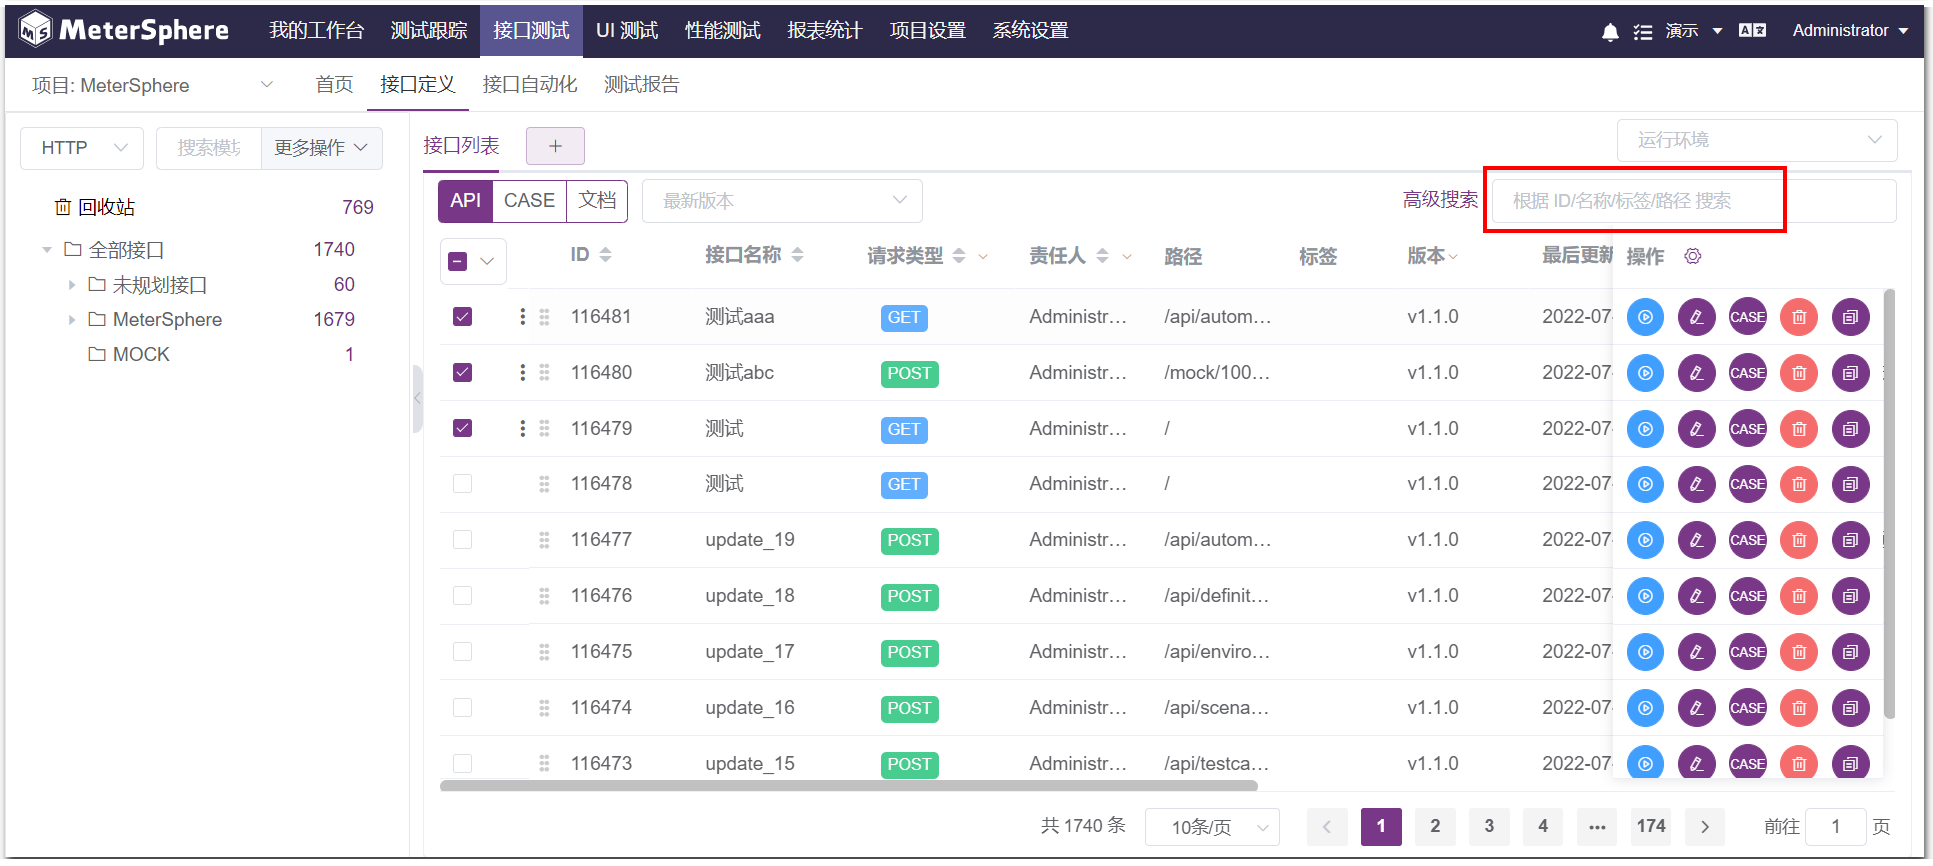 MeterSphere 我的工作台 测试跟踪 接口测试 UI 测试 性能测试 报表统计 项目设置 系统设置 演示 Administrator
项目: MeterSphere 首页 接口定义 接口自动化 测试报告
HTTP 搜索模块 更多操作
回收站 769
全部接口 1740
未规划接口 60
MeterSphere 1679
MOCK 1
接口列表 + 运行环境
API CASE 文档 最新版本 高级搜索 根据 ID/名称/标签/路径 搜索
ID 接口名称 请求类型 责任人 路径 标签 版本 最后更新 操作
116481 测试aaa GET Administr... /api/autom... v1.1.0 2022-07- CASE
116480 测试abc POST Administr... /mock/100... v1.1.0 2022-07- CASE
116479 测试 GET Administr... / v1.1.0 2022-07- CASE
116478 测试 GET Administr... / v1.1.0 2022-07- CASE
116477 update_19 POST Administr... /api/autom... v1.1.0 2022-07- CASE
116476 update_18 POST Administr... /api/definit... v1.1.0 2022-07- CASE
116475 update_17 POST Administr... /api/enviro... v1.1.0 2022-07- CASE
116474 update_16 POST Administr... /api/scena... v1.1.0 2022-07- CASE
116473 update_15 POST Administr... /api/testca... v1.1.0 2022-07- CASE
共 1740 条 10条/页 < 1 2 3 4 ... 174 > 前往 1 页